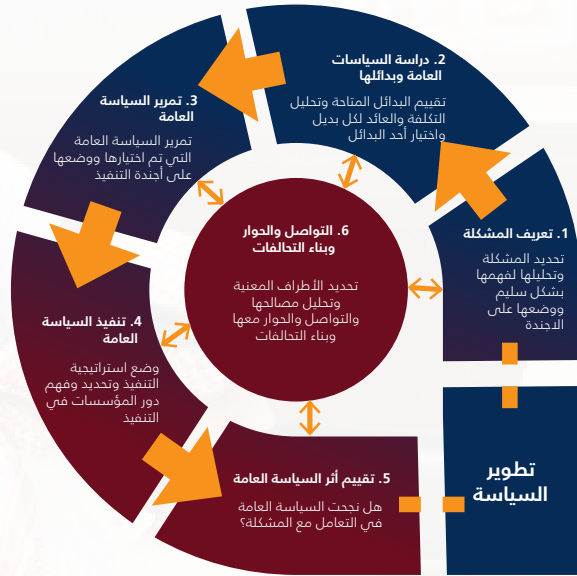 1. تعريف المشكلة
تحديد المشكلة
وتحليلها لفهمها
بشكل سليم
ووضعها على
الاجندة
2. دراسة السياسات
العامة وبدائلها
تقييم البدائل المتاحة وتحليل
التكلفة والعائد لكل بديل
واختيار أحد البدائل
3. تمرير السياسة
العامة
تمرير السياسة العامة
التي تم اختيارها ووضعها
على أجندة التنفيذ
4. تنفيذ السياسة
العامة
وضع استراتيجية
التنفيذ وتحديد وفهم
دور المؤسسات في
التنفيذ
5. تقييم أثر السياسة العامة
هل نجحت السياسة العامة
في التعامل مع المشكلة؟
6. التواصل والحوار
وبناء التحالفات
تحديد الأطراف المعنية
وتحليل مصالحها
والتواصل والحوار معها
وبناء التحالفات
تطوير
السياسة